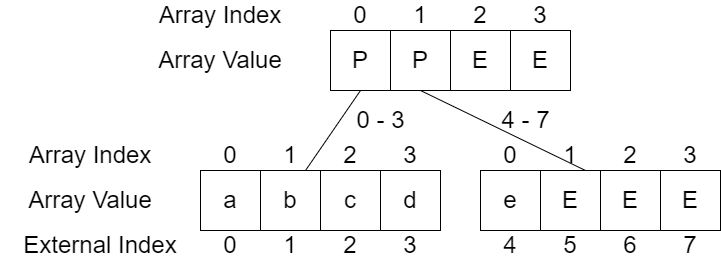 Array Index 0 1 2 3
Array Value P P E E
0 - 3 4 - 7
Array Index 0 1 2 3 0 1 2 3
Array Value a b c d e E E E
External Index 0 1 2 3 4 5 6 7